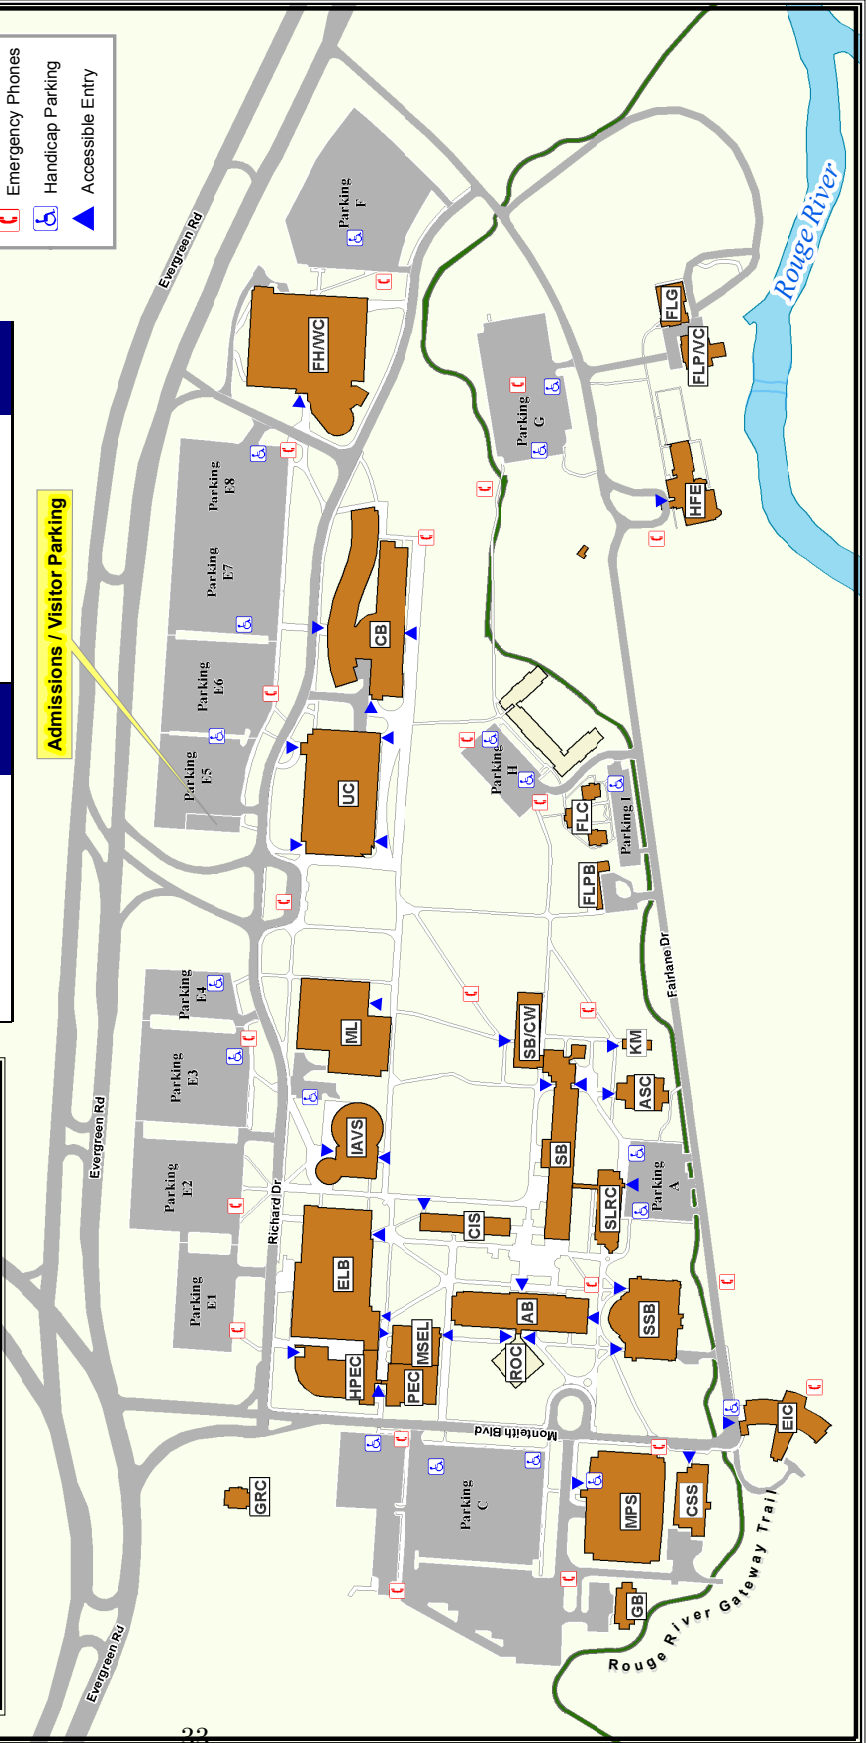 Emergency Phones
Handicap Parking
Accessible Entry
Evergreen Rd
Parking
F
Rouge River
FH/WC
FLG
FLP/VC
Parking
G
Parking
E8
HFE
Admissions / Visitor Parking
Parking
E7
CB
Parking
E6
Parking
E5
UC
Parking
H
FLC
Parking I
FLPB
Fairlane Dr
Parking
E4
ML
SB/CW
KM
Parking
E3
ASC
Evergreen Rd
IAVS
SB
Parking
E2
SLRC
Parking
A
Richard Dr
CIS
ELB
Parking
E1
AB
SSB
MSEL
ROC
HPEC
PEC
EIC
Monteith Blvd
GRC
Parking
C
MPS
CSS
GB
Rouge River Gateway Trail
Evergreen Rd
33